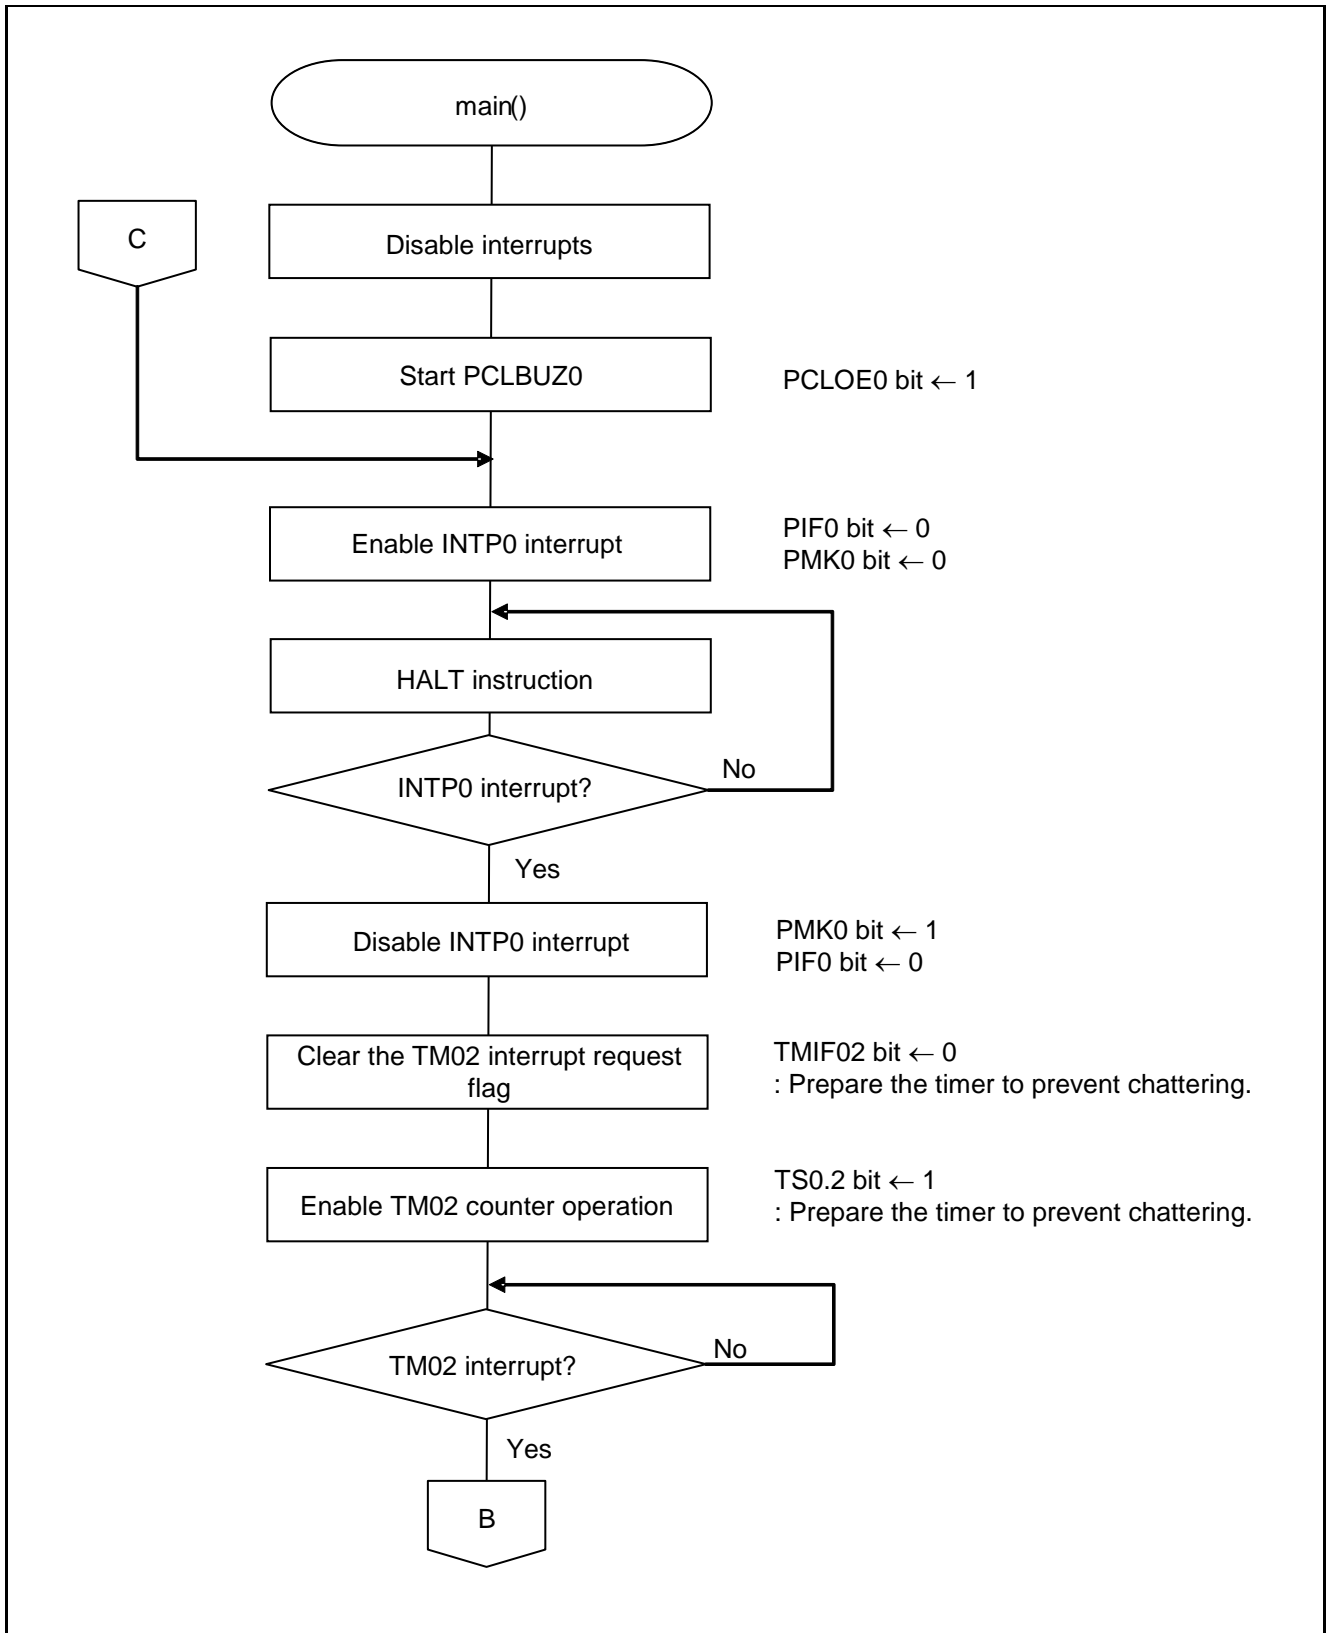 main()
C
Disable interrupts
Start PCLBUZ0
PCLOE0 bit ← 1
Enable INTP0 interrupt
PIF0 bit ← 0
PMK0 bit ← 0
HALT instruction
INTP0 interrupt?
No
Yes
Disable INTP0 interrupt
PMK0 bit ← 1
PIF0 bit ← 0
Clear the TM02 interrupt request
flag
TMIF02 bit ← 0
: Prepare the timer to prevent chattering.
Enable TM02 counter operation
TS0.2 bit ← 1
: Prepare the timer to prevent chattering.
TM02 interrupt?
No
Yes
B